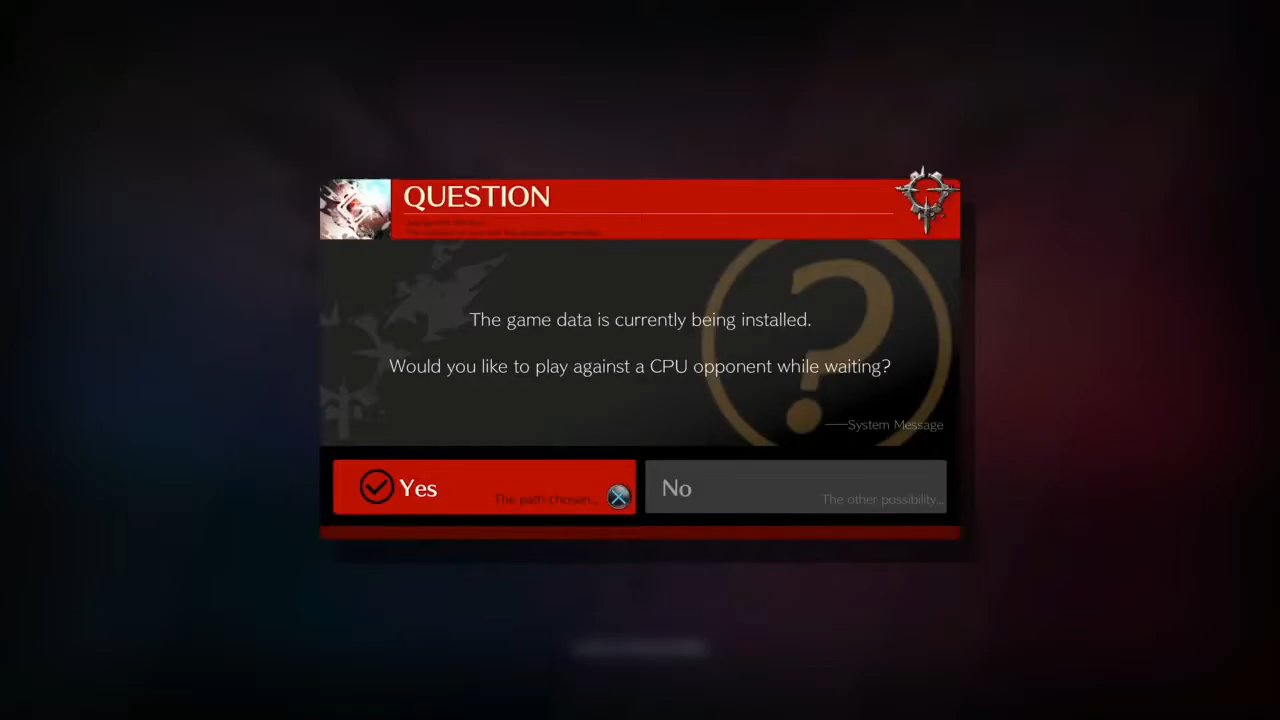 QUESTION
The game data is currently being installed.
Would you like to play against a CPU opponent while waiting?
——System Message
Yes
The path chosen...
No
The other possibility...